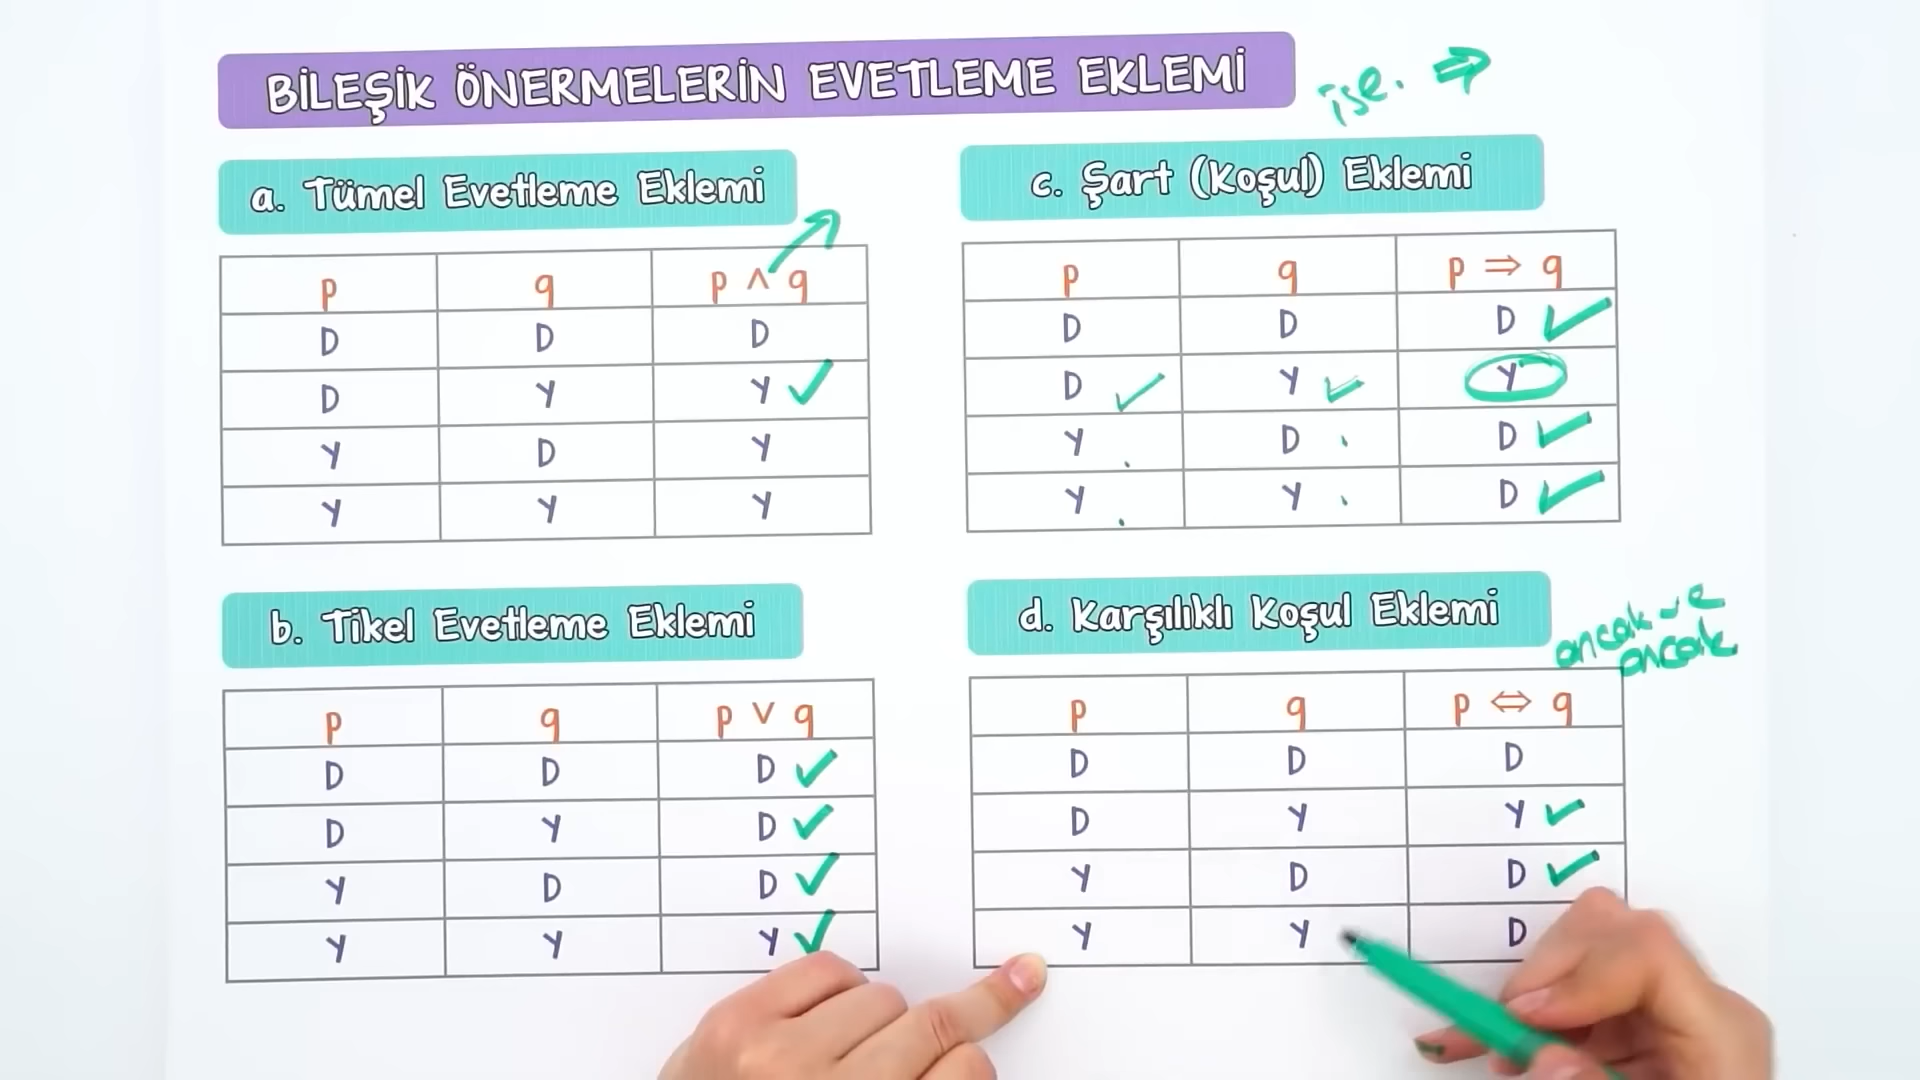 BİLEŞİK ÖNERMELERİN EVETLEME EKLEMİ
ise. ⇒
a. Tümel Evetleme Eklemi
p q p ∧ q
D D D
D Y Y ✓
Y D Y
Y Y Y
b. Tikel Evetleme Eklemi
p q p ∨ q
D D D ✓
D Y D ✓
Y D D ✓
Y Y Y ✓
c. Şart (Koşul) Eklemi
p q p ⇒ q
D D D ✓
D ✓ Y ✓ Y
Y D D ✓
Y Y D ✓
d. Karşılıklı Koşul Eklemi
ancak ve
ancak
p q p ⇔ q
D D D
D Y Y ✓
Y D D ✓
Y Y D